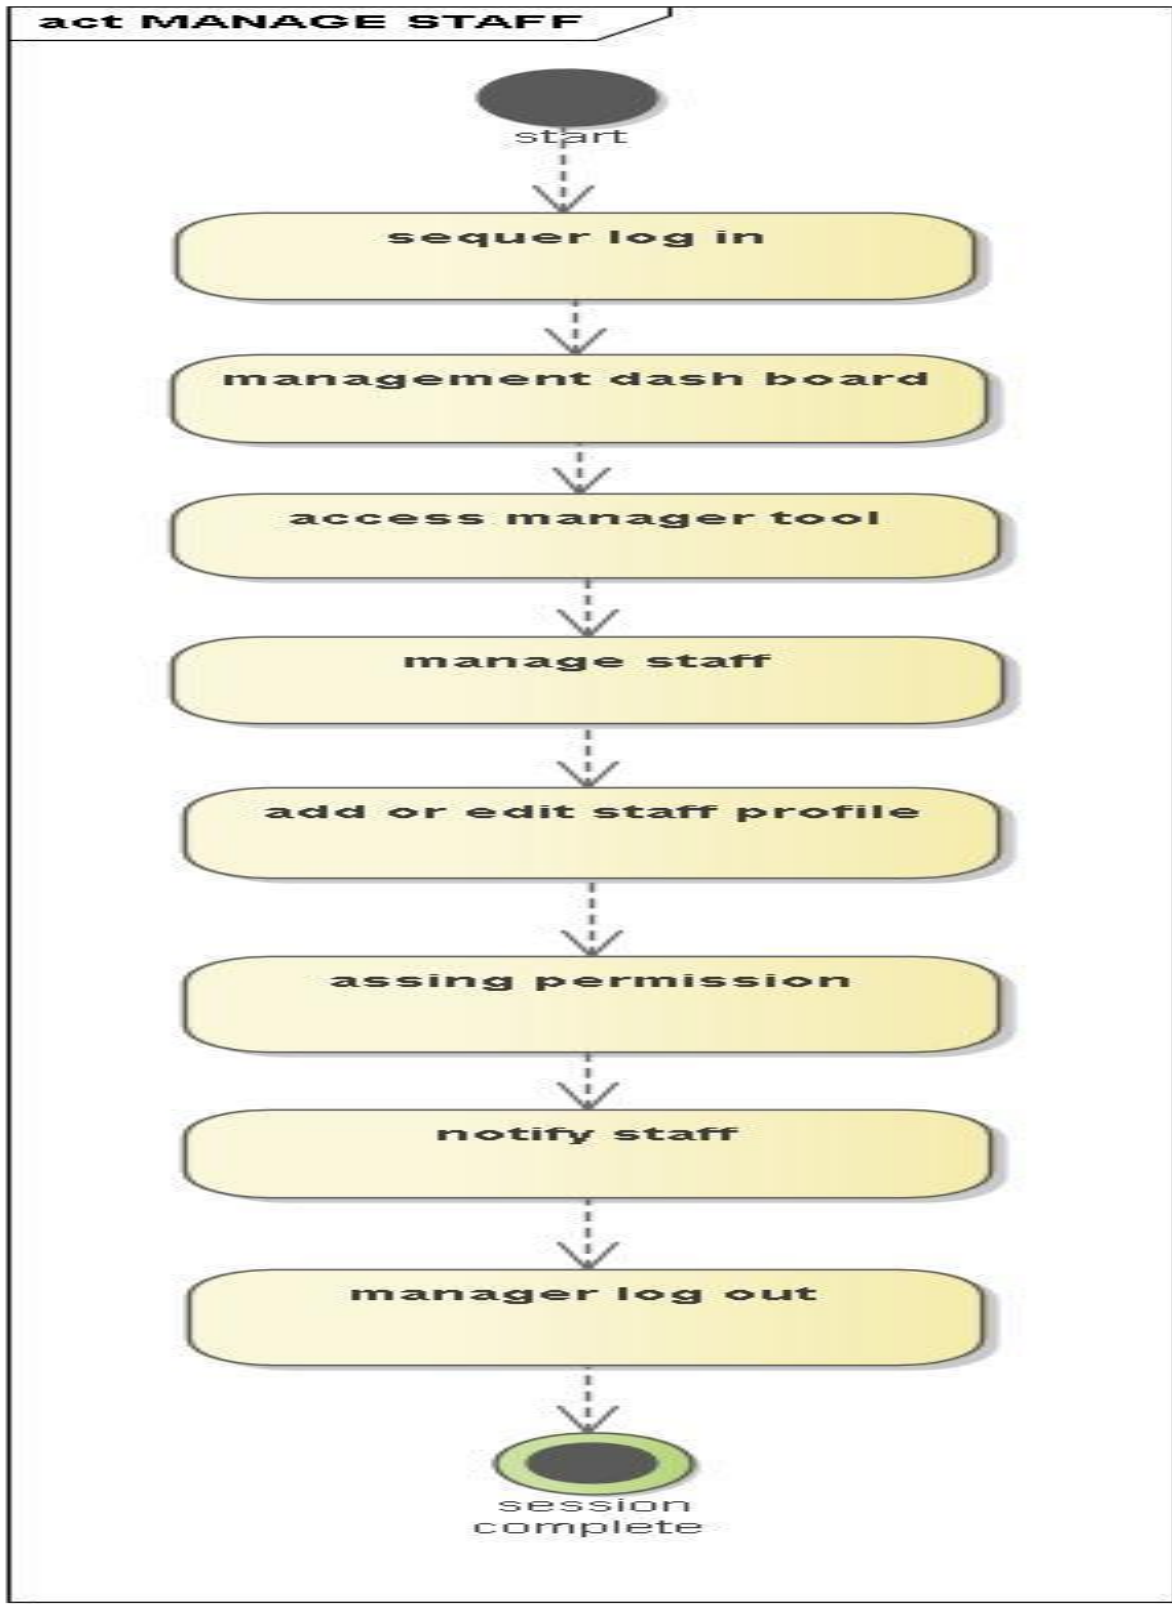 act MANAGE STAFF
start
sequer log in
management dash board
access manager tool
manage staff
add or edit staff profile
assing permission
notify staff
manager log out
session
complete